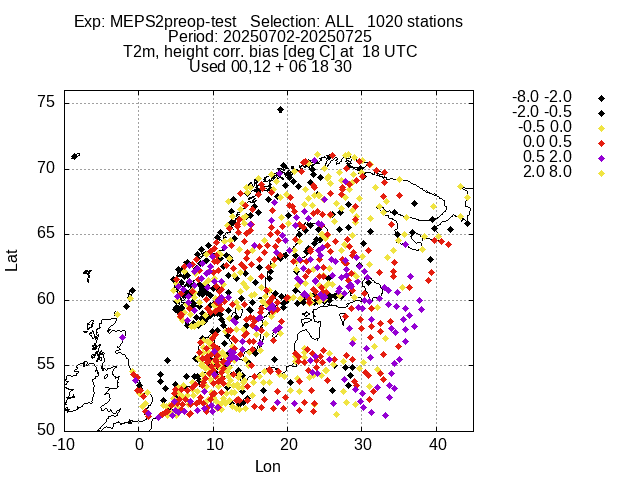 Exp: MEPS2preop-test   Selection: ALL   1020 stations
Period: 20250702-20250725
T2m, height corr. bias [deg C] at  18 UTC
Used 00,12 + 06 18 30
-8.0 -2.0
-2.0 -0.5
-0.5 0.0
0.0 0.5
0.5 2.0
2.0 8.0
75
70
65
60
55
50
Lat
-10 0 10 20 30 40
Lon